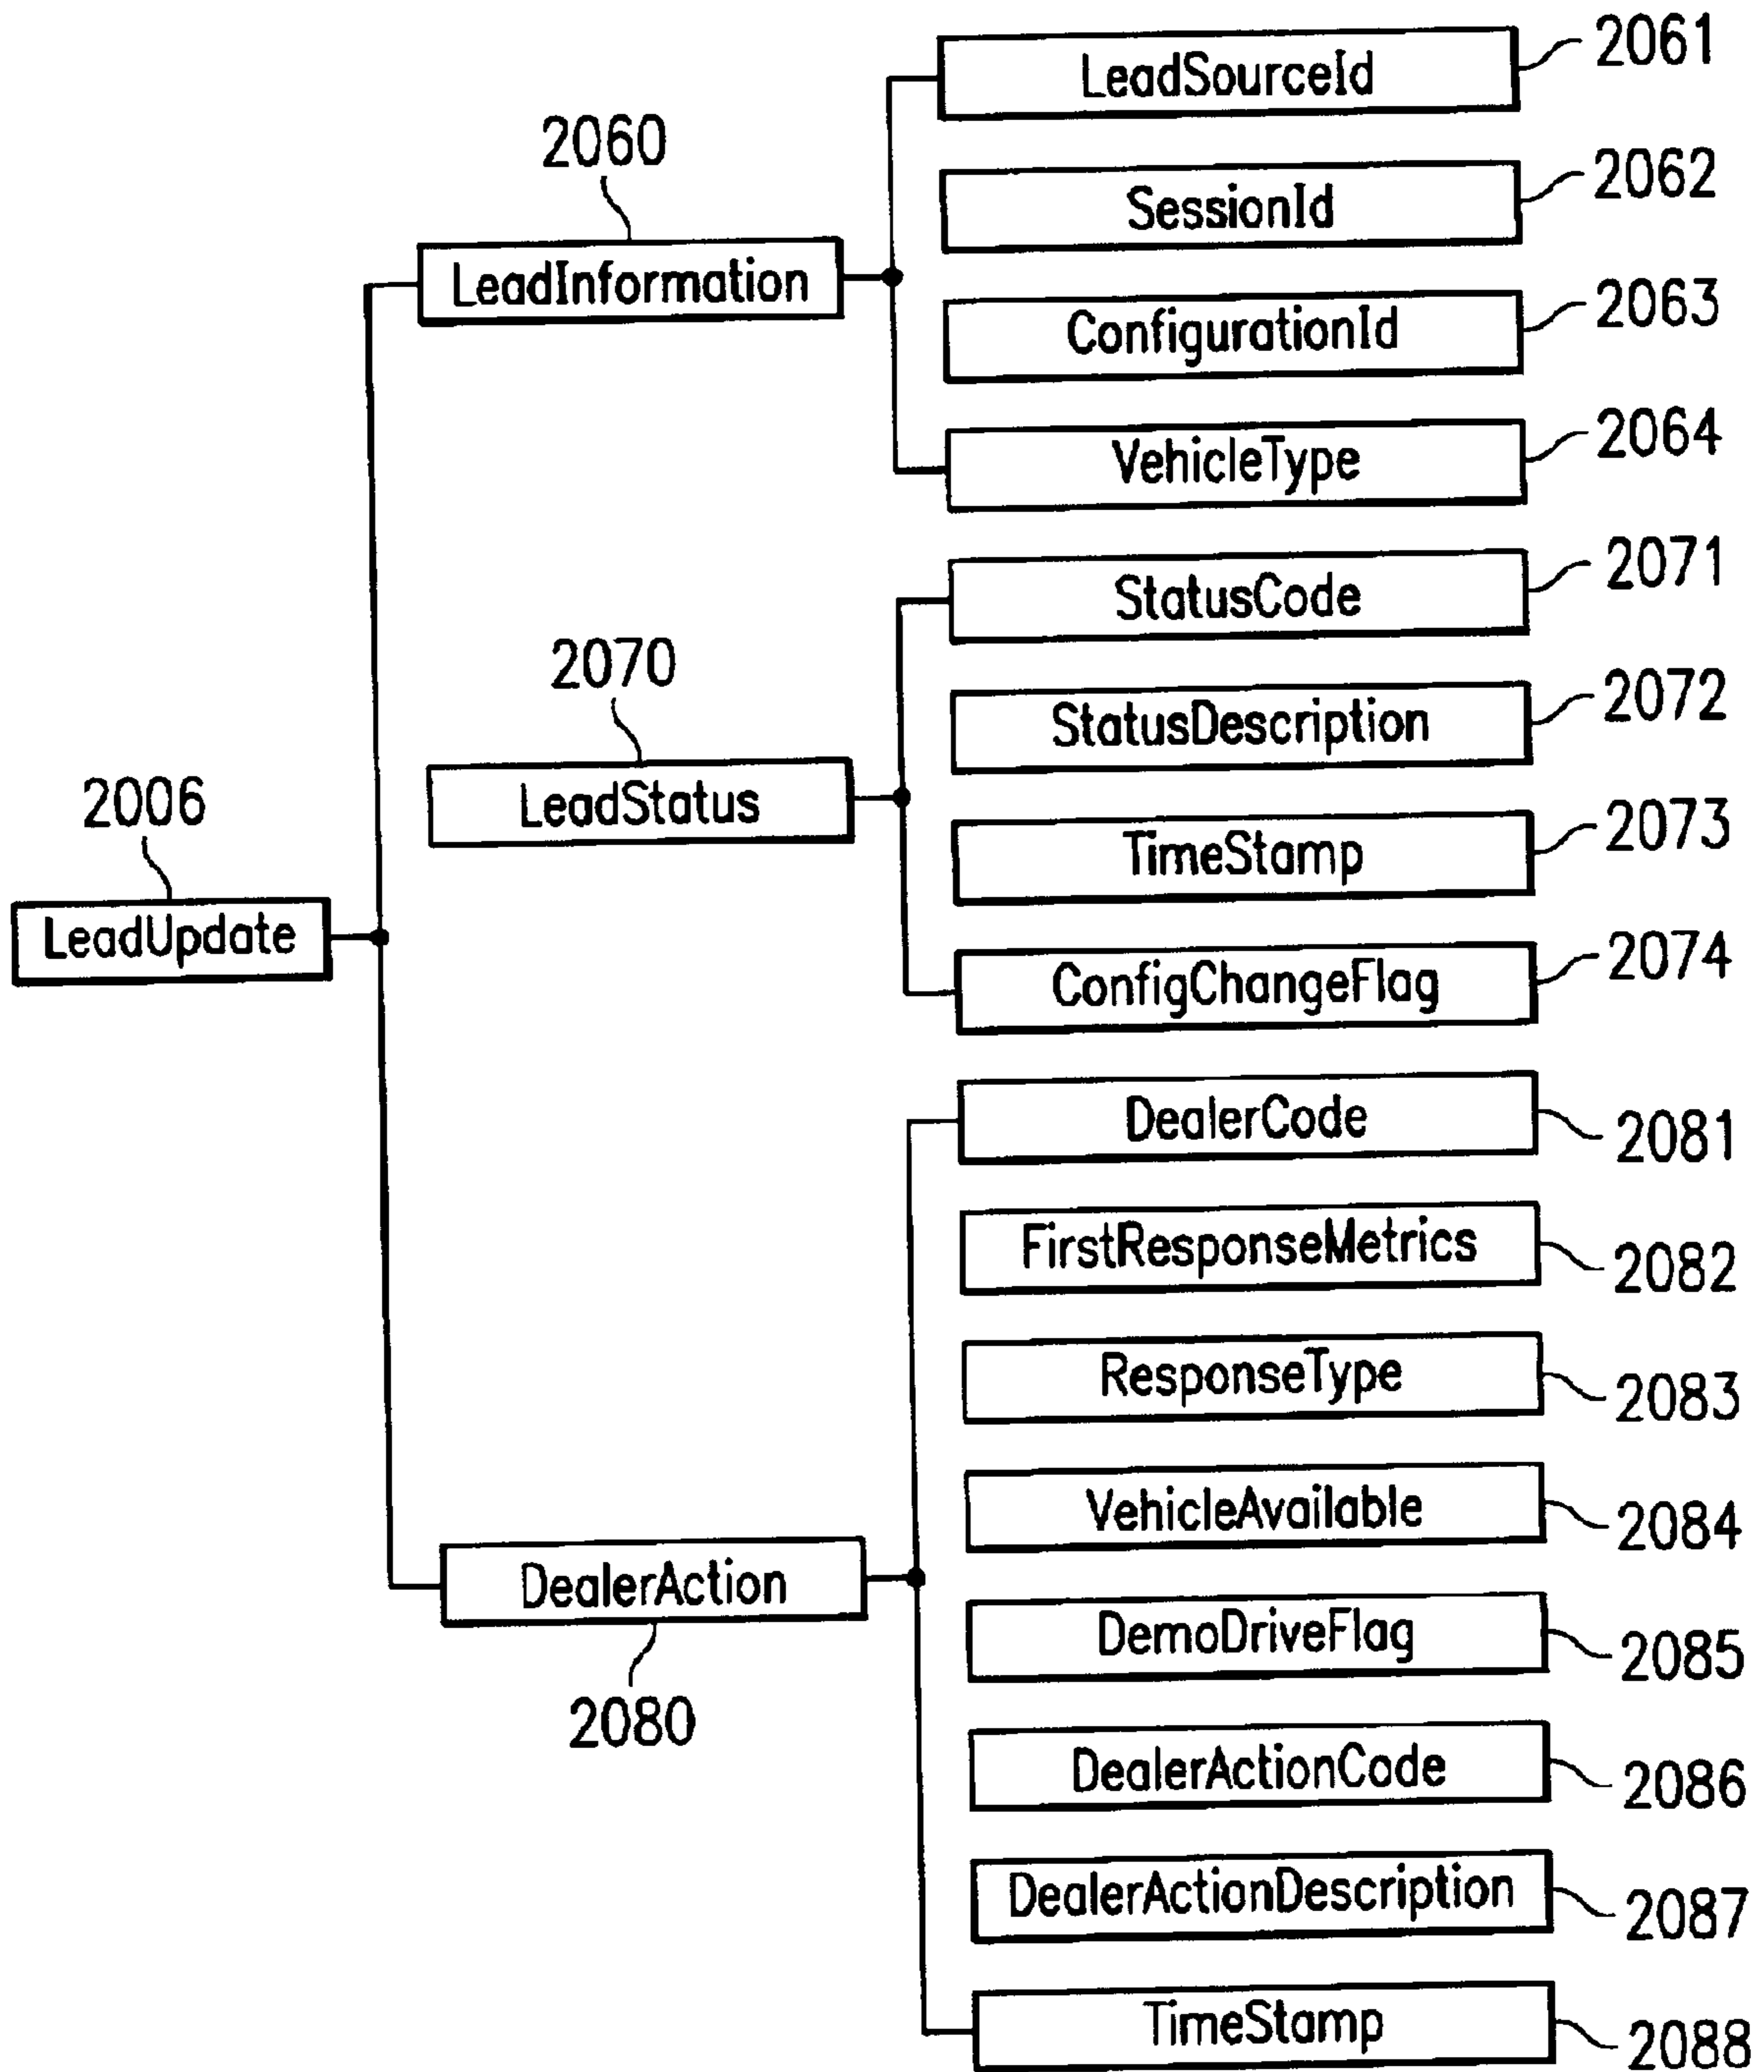 LeadSourceId
2061
2060
SessionId
2062
LeadInformation
ConfigurationId
2063
VehicleType
2064
StatusCode
2071
2070
StatusDescription
2072
LeadStatus
2006
TimeStamp
2073
LeadUpdate
ConfigChangeFlag
2074
DealerCode
2081
FirstResponseMetrics
2082
ResponseType
2083
VehicleAvailable
2084
DealerAction
DemoDriveFlag
2085
2080
DealerActionCode
2086
DealerActionDescription
2087
TimeStamp
2088